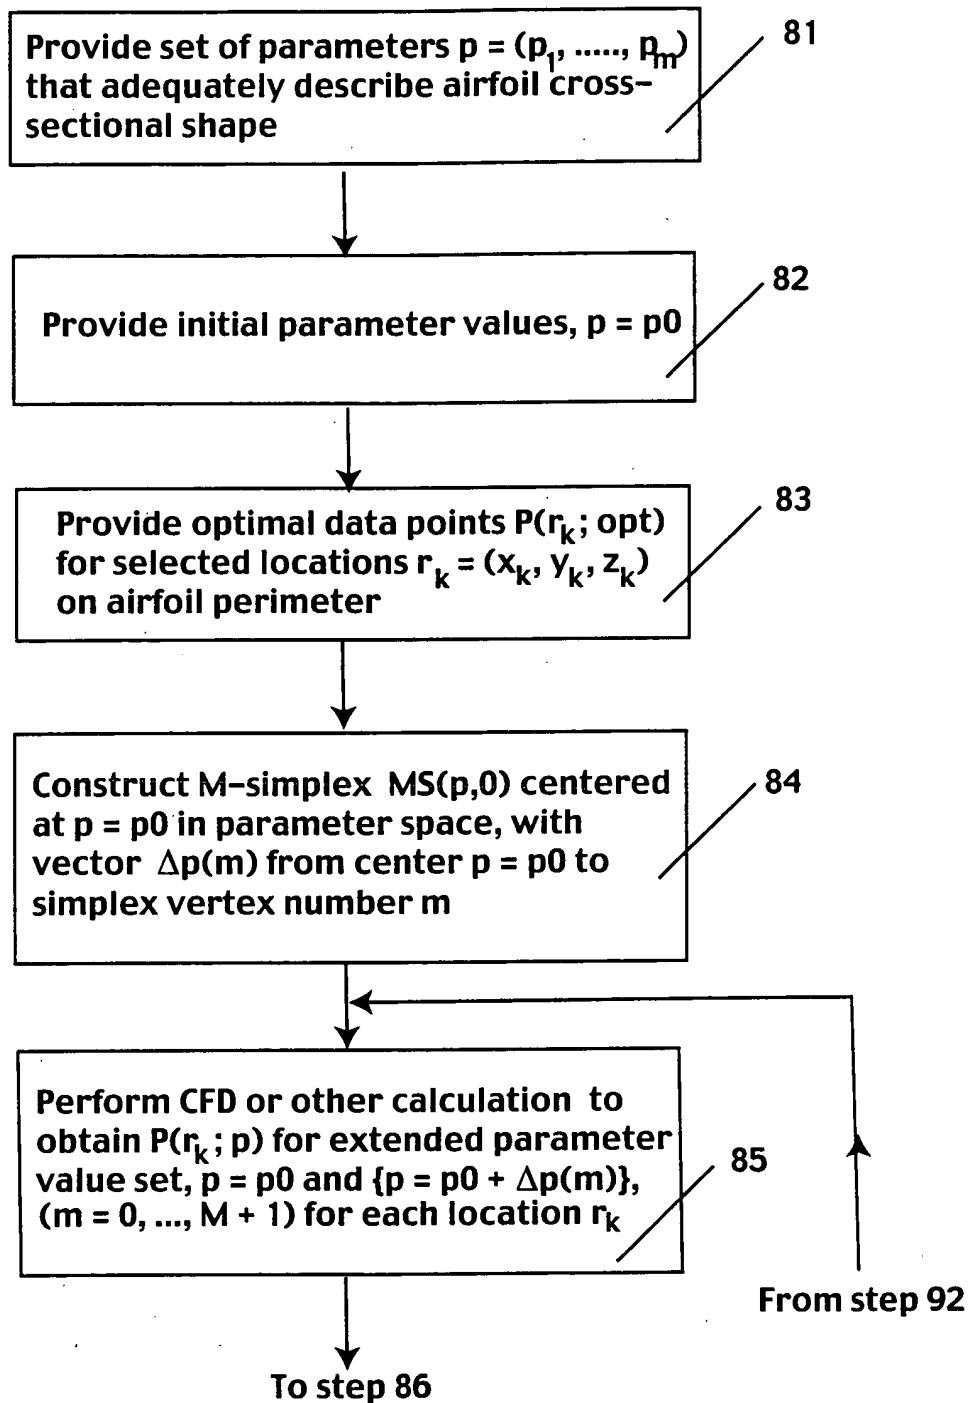 Provide set of parameters p = (p₁, ....., pₘ)
that adequately describe airfoil cross-
sectional shape
81
Provide initial parameter values, p = p0
82
Provide optimal data points P(rₖ; opt)
for selected locations rₖ = (xₖ, yₖ, zₖ)
on airfoil perimeter
83
Construct M-simplex MS(p,0) centered
at p = p0 in parameter space, with
vector Δp(m) from center p = p0 to
simplex vertex number m
84
Perform CFD or other calculation to
obtain P(rₖ; p) for extended parameter
value set, p = p0 and {p = p0 + Δp(m)},
(m = 0, ..., M + 1) for each location rₖ
85
From step 92
To step 86